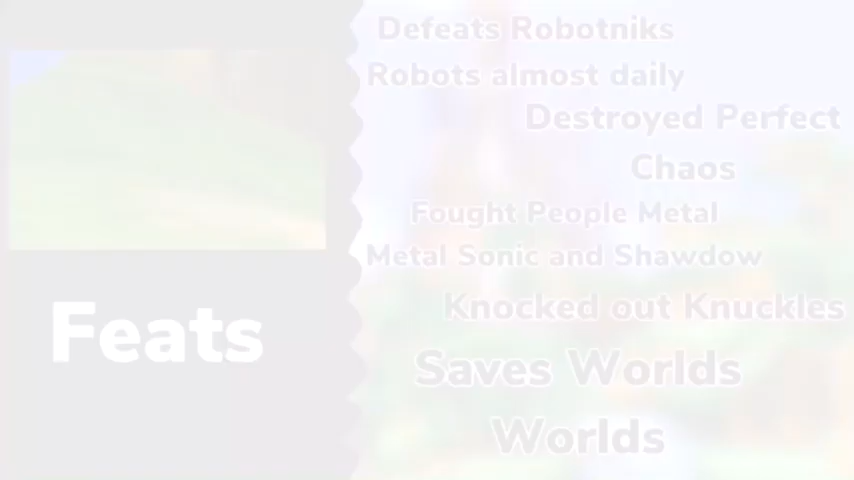 Defeats Robotniks
Robots almost daily
Destroyed Perfect
Chaos
Fought People Metal
Metal Sonic and Shawdow
Knocked out Knuckles
Feats
Saves Worlds
Worlds